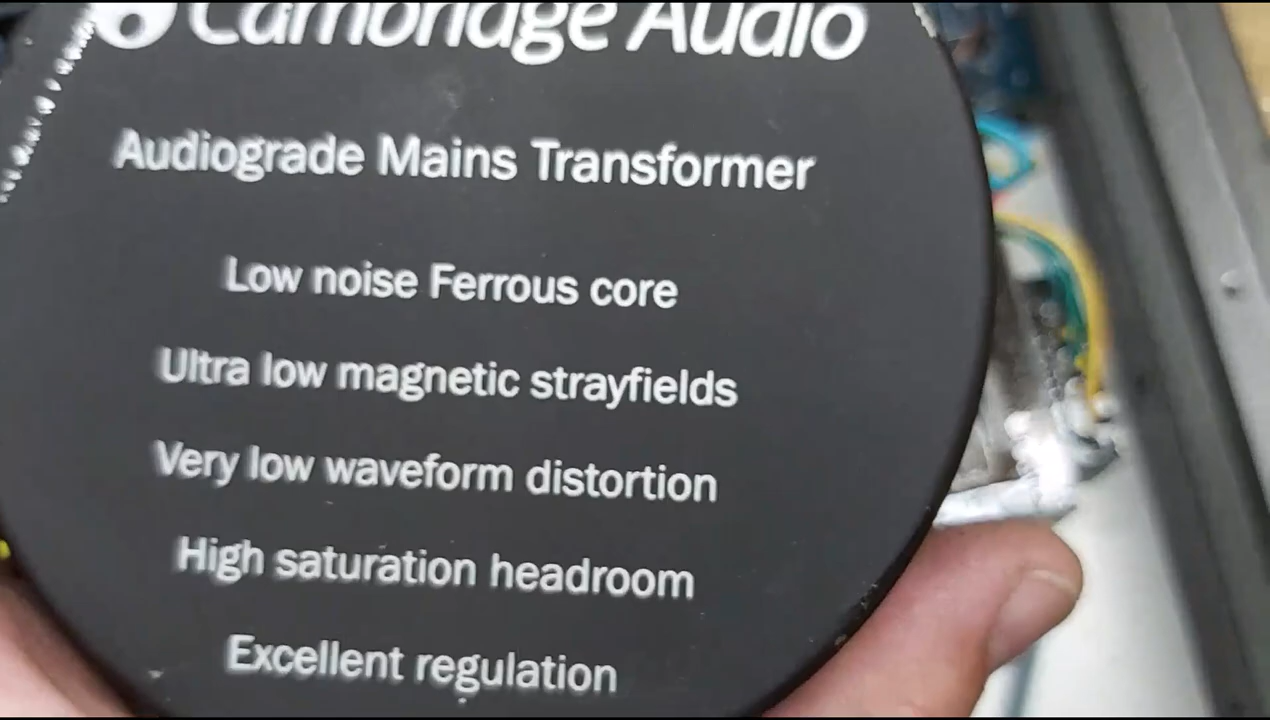 Cambridge Audio
Audiograde Mains Transformer
Low noise Ferrous core
Ultra low magnetic strayfields
Very low waveform distortion
High saturation headroom
Excellent regulation